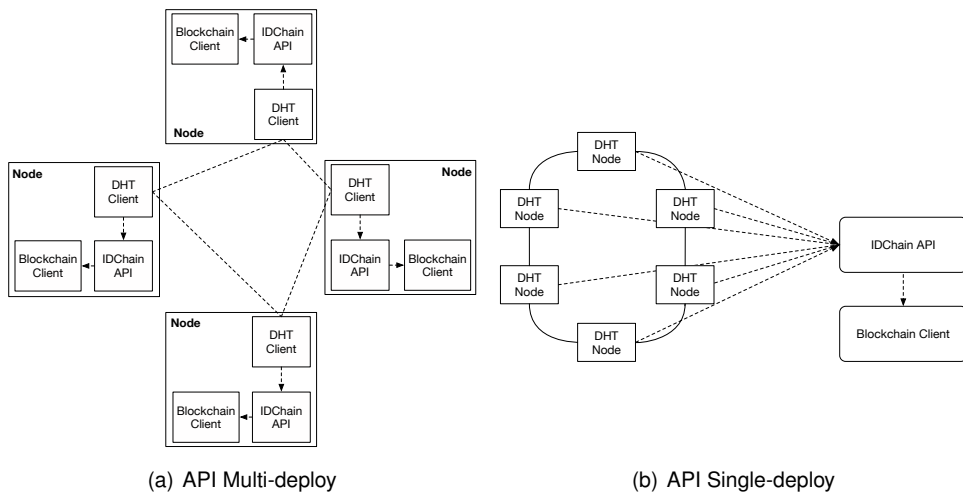 Blockchain
Client
IDChain
API
DHT
Client
Node
Node
DHT
Client
Blockchain
Client
IDChain
API
Node
DHT
Client
IDChain
API
Blockchain
Client
Node
DHT
Client
Blockchain
Client
IDChain
API
(a) API Multi-deploy
DHT
Node
DHT
Node
DHT
Node
DHT
Node
DHT
Node
DHT
Node
IDChain API
Blockchain Client
(b) API Single-deploy